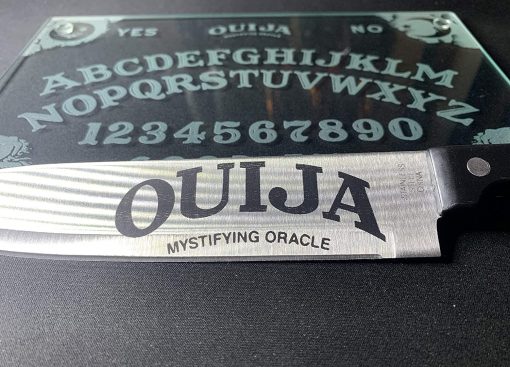 YES OUIJA NO
ABCDEFGHIJKLM
NOPQRSTUVWXYZ
1234567890
OUIJA
MYSTIFYING ORACLE